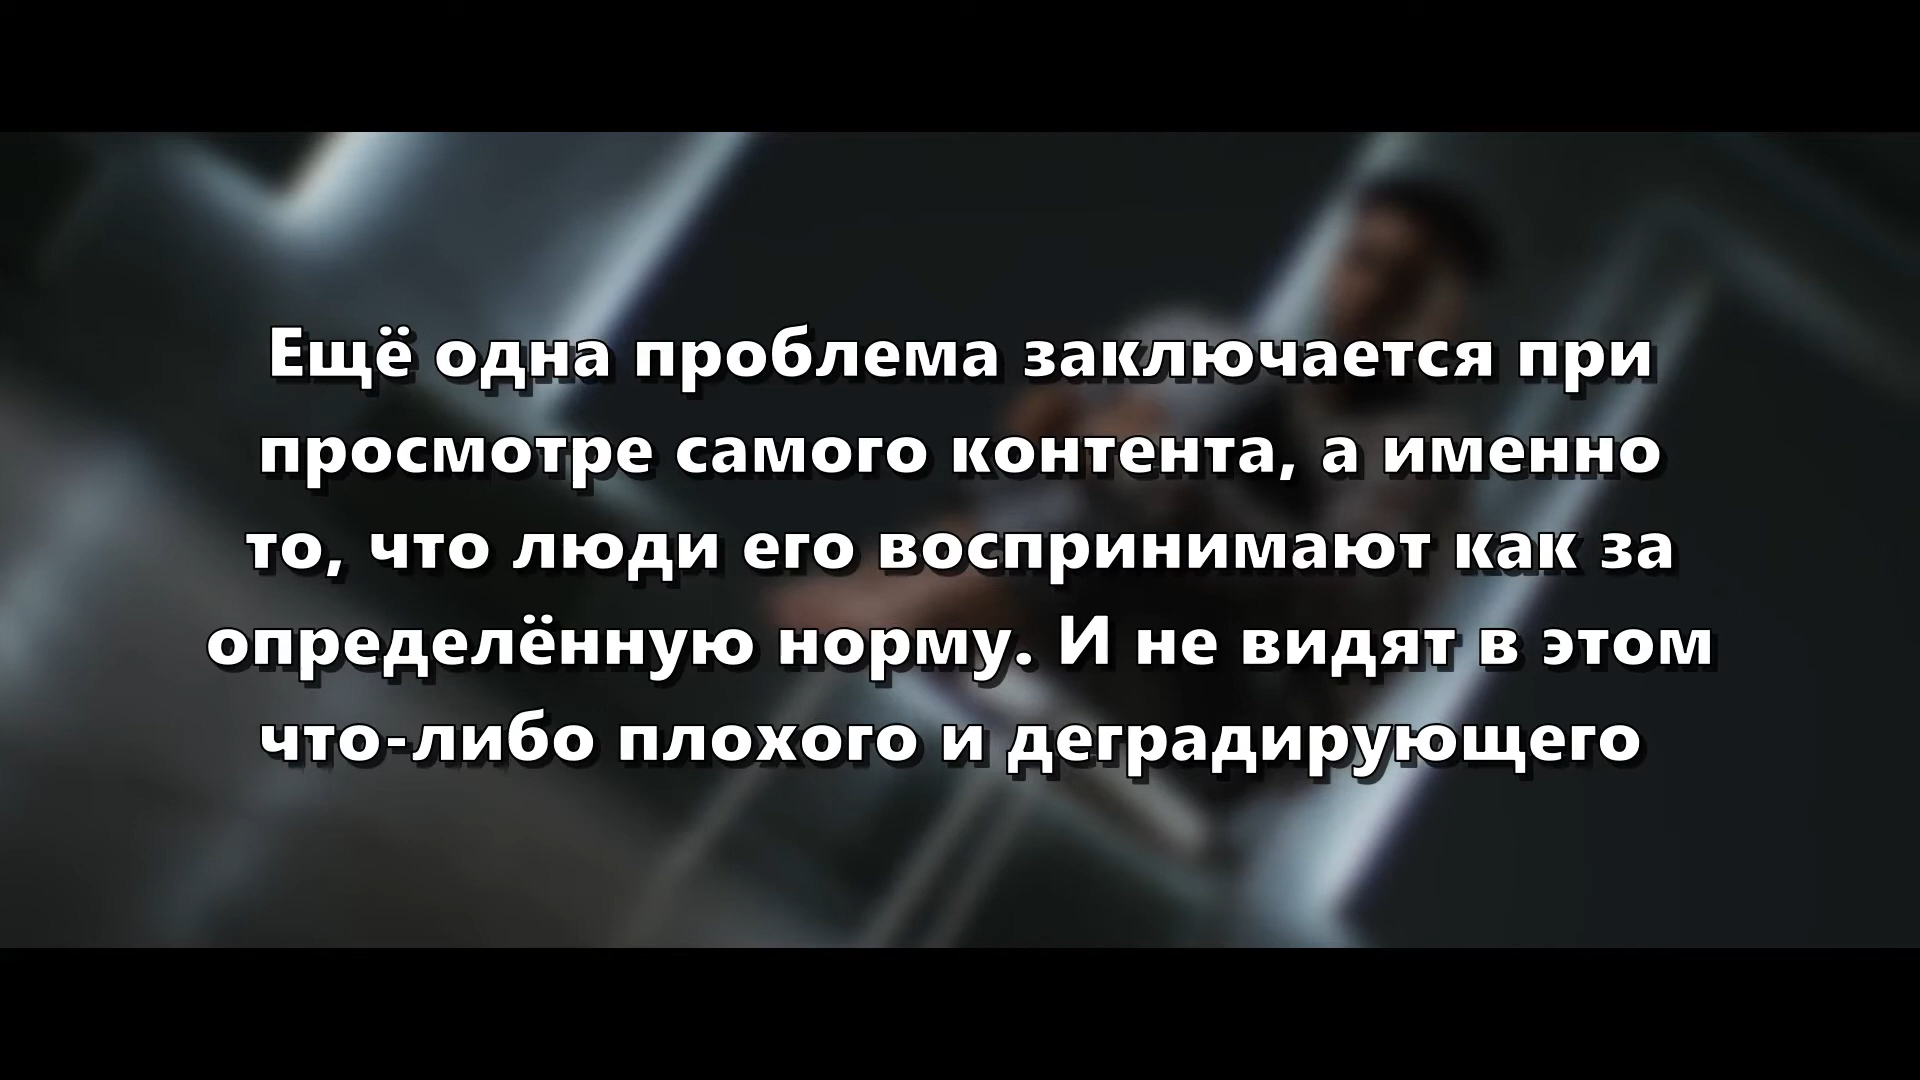 Ещё одна проблема заключается при
просмотре самого контента, а именно
то, что люди его воспринимают как за
определённую норму. И не видят в этом
что-либо плохого и деградирующего